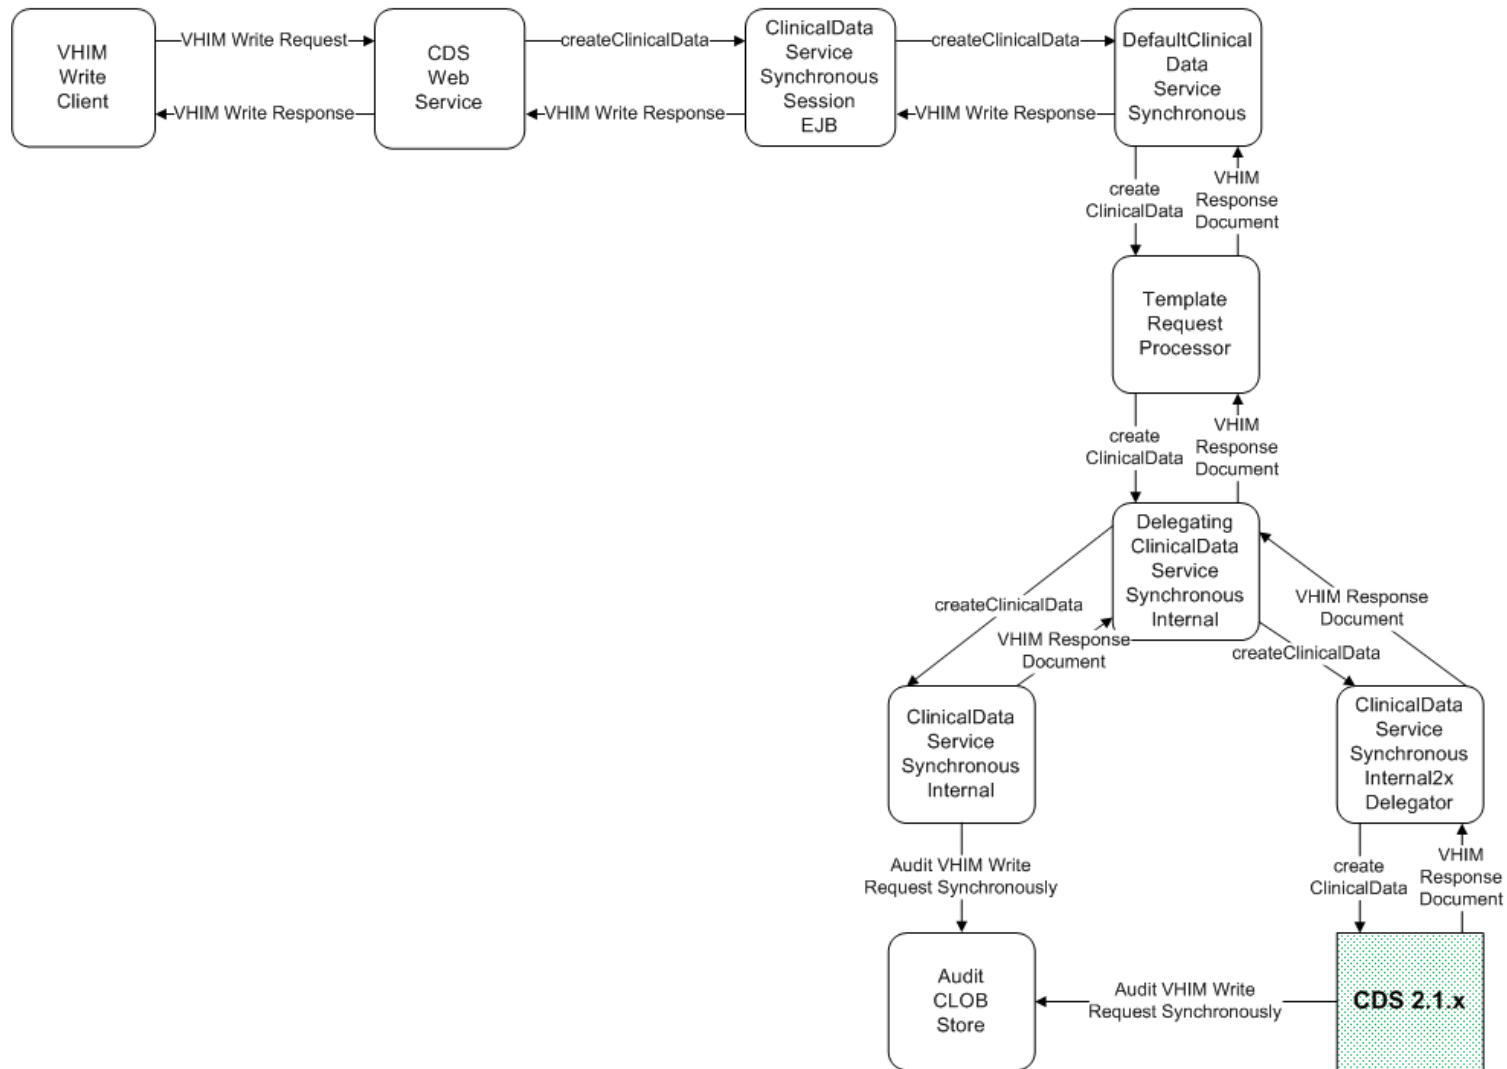 VHIM
Write
Client
VHIM Write Request
VHIM Write Response
CDS
Web
Service
createClinicalData
VHIM Write Response
ClinicalData
Service
Synchronous
Session
EJB
createClinicalData
VHIM Write Response
DefaultClinical
Data
Service
Synchronous
create
ClinicalData
VHIM
Response
Document
Template
Request
Processor
create
ClinicalData
VHIM
Response
Document
Delegating
ClinicalData
Service
Synchronous
Internal
createClinicalData
VHIM Response
Document
VHIM Response
Document
createClinicalData
ClinicalData
Service
Synchronous
Internal
ClinicalData
Service
Synchronous
Internal2x
Delegator
Audit VHIM Write
Request Synchronously
create
ClinicalData
VHIM
Response
Document
Audit
CLOB
Store
Audit VHIM Write
Request Synchronously
CDS 2.1.x